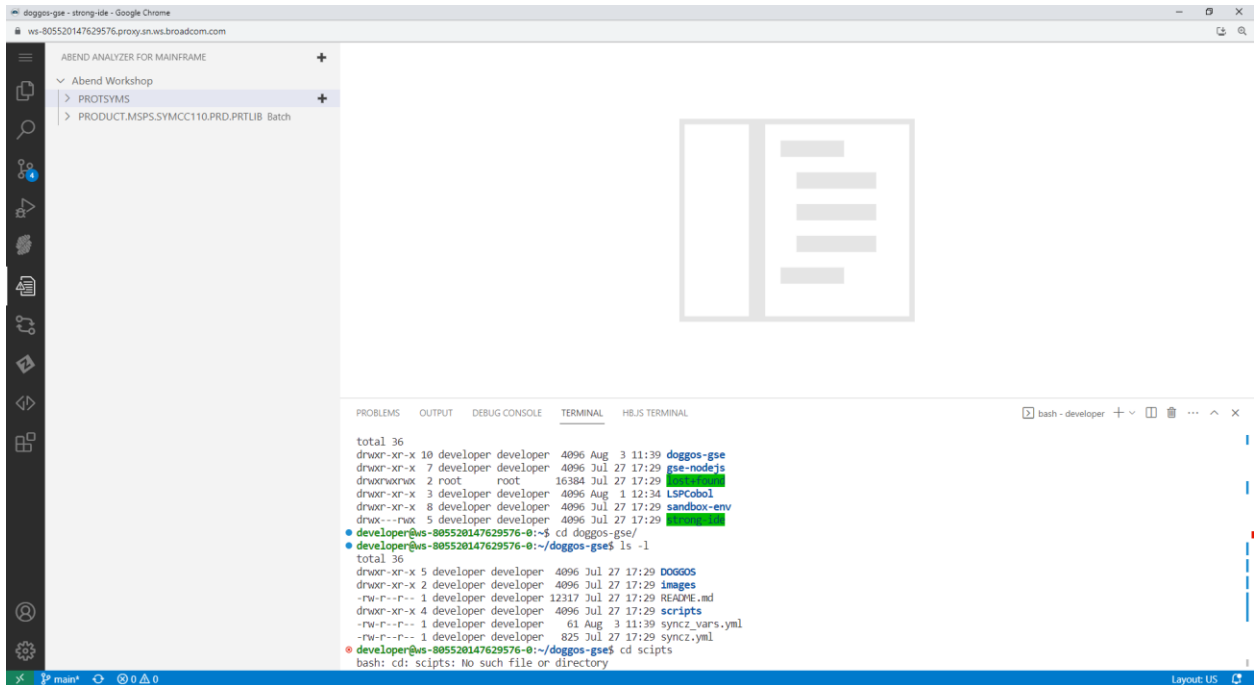 doggos-gse - strong-ide - Google Chrome
ws-805520147629576.proxy.sn.ws.broadcom.com
ABEND ANALYZER FOR MAINFRAME
Abend Workshop
PROTSYMS
PRODUCT.MSPS.SYMCC110.PRD.PRTLIB Batch
4
PROBLEMS OUTPUT DEBUG CONSOLE TERMINAL HBJS TERMINAL bash - developer
total 36
drwxr-xr-x 10 developer developer 4096 Aug 3 11:39 doggos-gse
drwxr-xr-x 7 developer developer 4096 Jul 27 17:29 gse-nodejs
drwxrwxrwx 2 root root 16384 Jul 27 17:29 lost+found
drwxr-xr-x 3 developer developer 4096 Aug 1 12:34 LSPCobol
drwxr-xr-x 8 developer developer 4096 Jul 27 17:29 sandbox-env
drwx---rwx 5 developer developer 4096 Jul 27 17:29 strong-ide
developer@ws-805520147629576-0:~$ cd doggos-gse/
developer@ws-805520147629576-0:~/doggos-gse$ ls -l
total 36
drwxr-xr-x 5 developer developer 4096 Jul 27 17:29 DOGGOS
drwxr-xr-x 2 developer developer 4096 Jul 27 17:29 images
-rw-r--r-- 1 developer developer 12317 Jul 27 17:29 README.md
drwxr-xr-x 4 developer developer 4096 Jul 27 17:29 scripts
-rw-r--r-- 1 developer developer 61 Aug 3 11:39 syncz_vars.yml
-rw-r--r-- 1 developer developer 825 Jul 27 17:29 syncz.yml
developer@ws-805520147629576-0:~/doggos-gse$ cd scipts
bash: cd: scipts: No such file or directory
main* 0 0 Layout: US